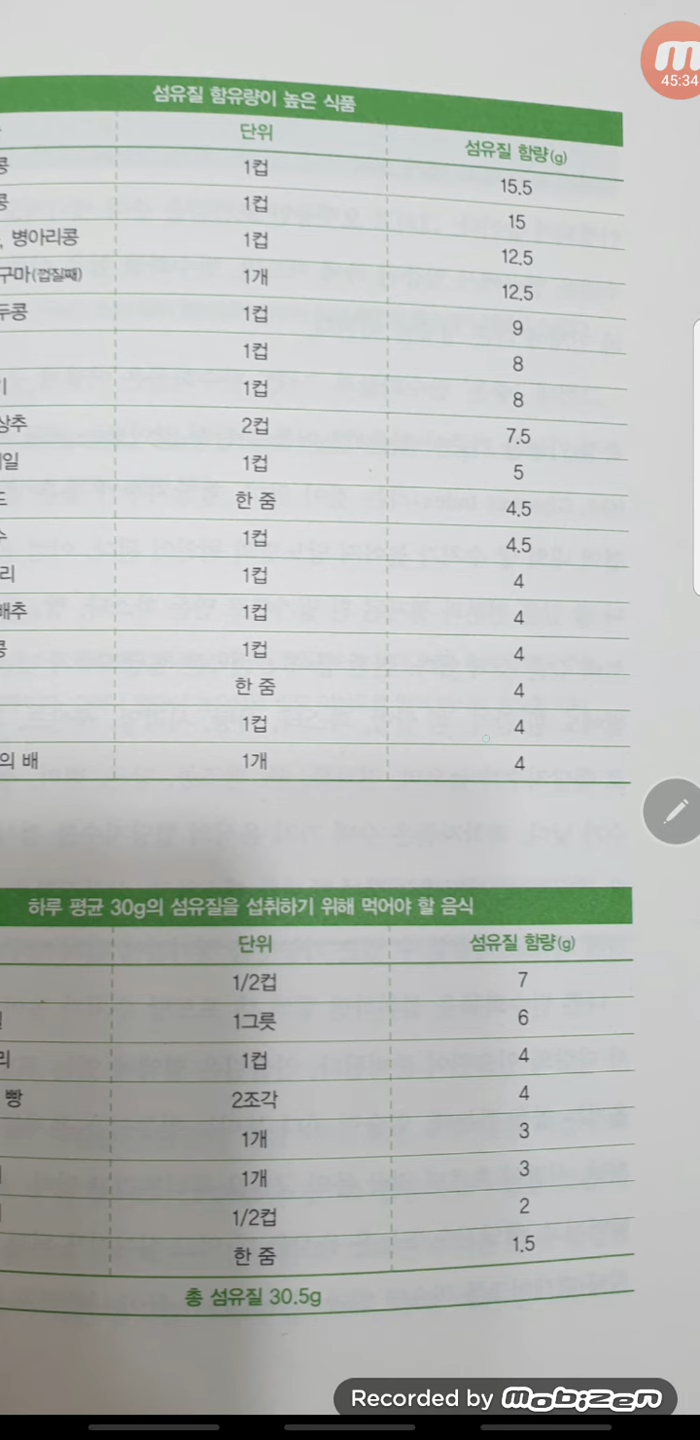 45:34
섬유질 함유량이 높은 식품
단위 섬유질 함량(g)
콩 1컵 15.5
콩 1컵 15
, 병아리콩 1컵 12.5
구마(껍질째) 1개 12.5
두콩 1컵 9
1컵 8
1컵 8
상추 2컵 7.5
일 1컵 5
드 한 줌 4.5
수 1컵 4.5
리 1컵 4
배추 1컵 4
콩 1컵 4
한 줌 4
1컵 4
의 배 1개 4
하루 평균 30g의 섬유질을 섭취하기 위해 먹어야 할 음식
단위 섬유질 함량(g)
1/2컵 7
1그릇 6
리 1컵 4
빵 2조각 4
1개 3
1개 3
1/2컵 2
한 줌 1.5
총 섬유질 30.5g
Recorded by mobizen